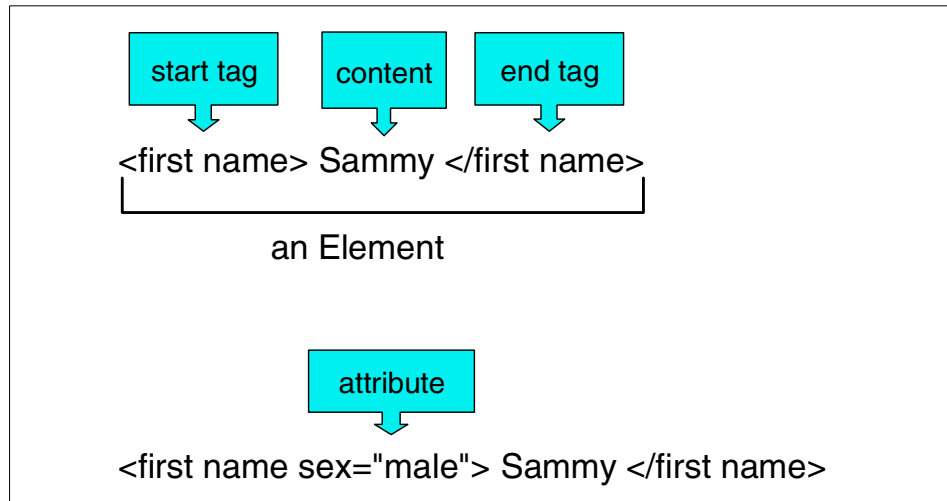 start tag content end tag
<first name> Sammy </first name>
an Element
attribute
<first name sex="male"> Sammy </first name>